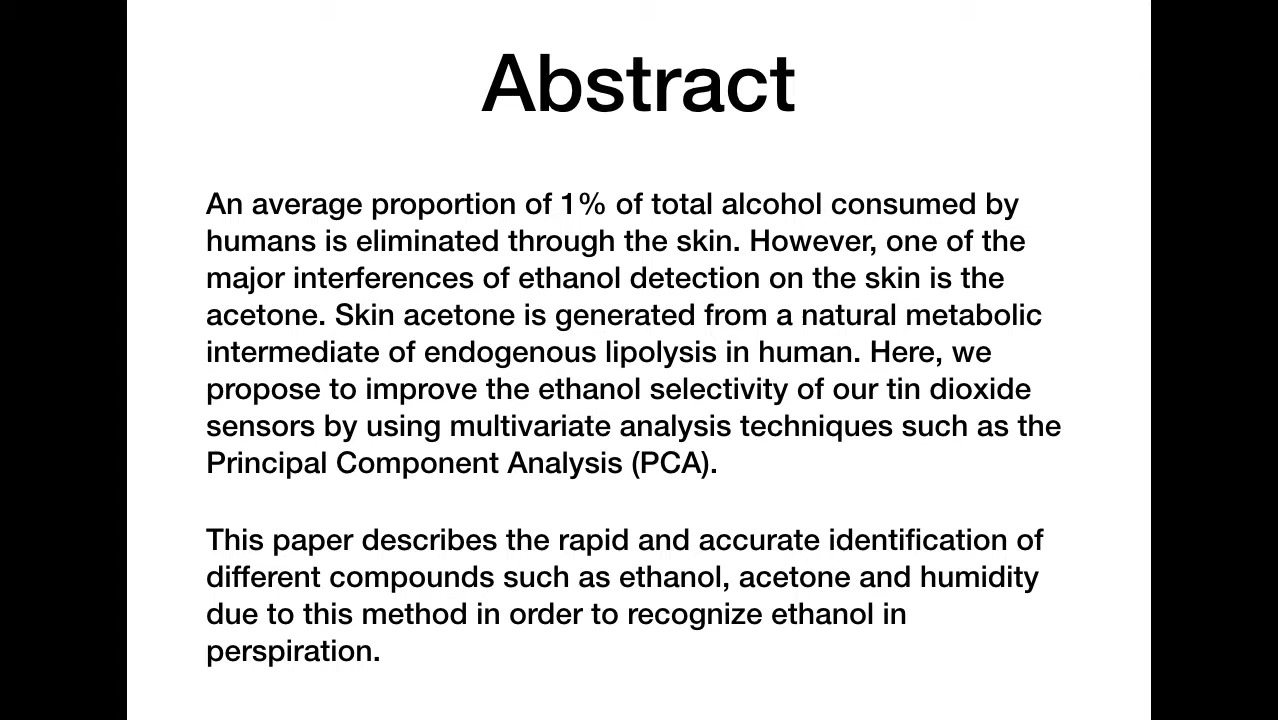 Abstract
An average proportion of 1% of total alcohol consumed by
humans is eliminated through the skin. However, one of the
major interferences of ethanol detection on the skin is the
acetone. Skin acetone is generated from a natural metabolic
intermediate of endogenous lipolysis in human. Here, we
propose to improve the ethanol selectivity of our tin dioxide
sensors by using multivariate analysis techniques such as the
Principal Component Analysis (PCA).
This paper describes the rapid and accurate identification of
different compounds such as ethanol, acetone and humidity
due to this method in order to recognize ethanol in
perspiration.